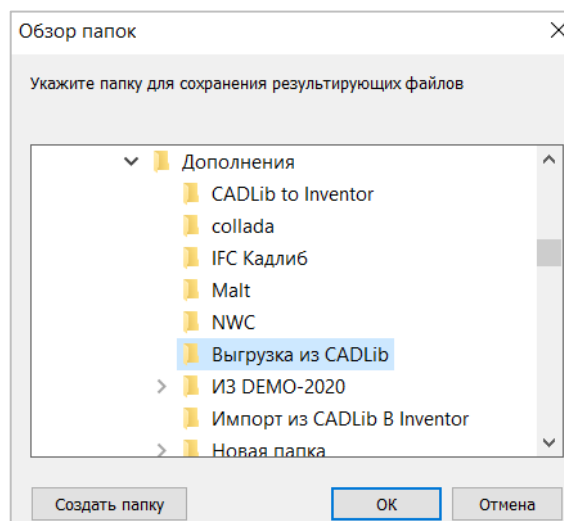 Обзор папок
Укажите папку для сохранения результирующих файлов
Дополнения
CADLib to Inventor
collada
IFC Кадлиб
Malt
NWC
Выгрузка из CADLib
ИЗ DEMO-2020
Импорт из CADLib В Inventor
Новая папка
Создать папку
ОК
Отмена